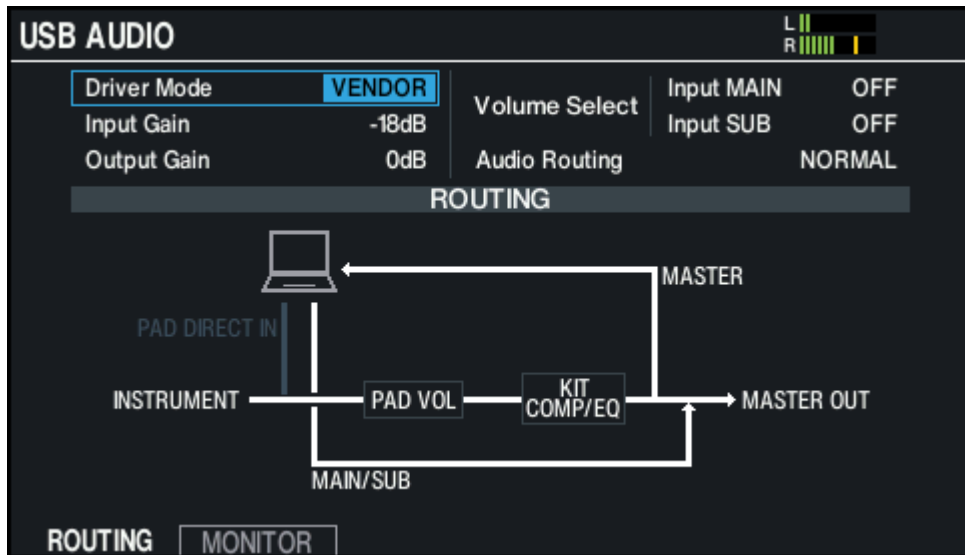 USB AUDIO
L
R
Driver Mode VENDOR
Input Gain -18dB
Output Gain 0dB
Volume Select
Input MAIN OFF
Input SUB OFF
Audio Routing NORMAL
ROUTING
MASTER
PAD DIRECT IN
INSTRUMENT
PAD VOL
KIT
COMP/EQ
MASTER OUT
MAIN/SUB
ROUTING MONITOR